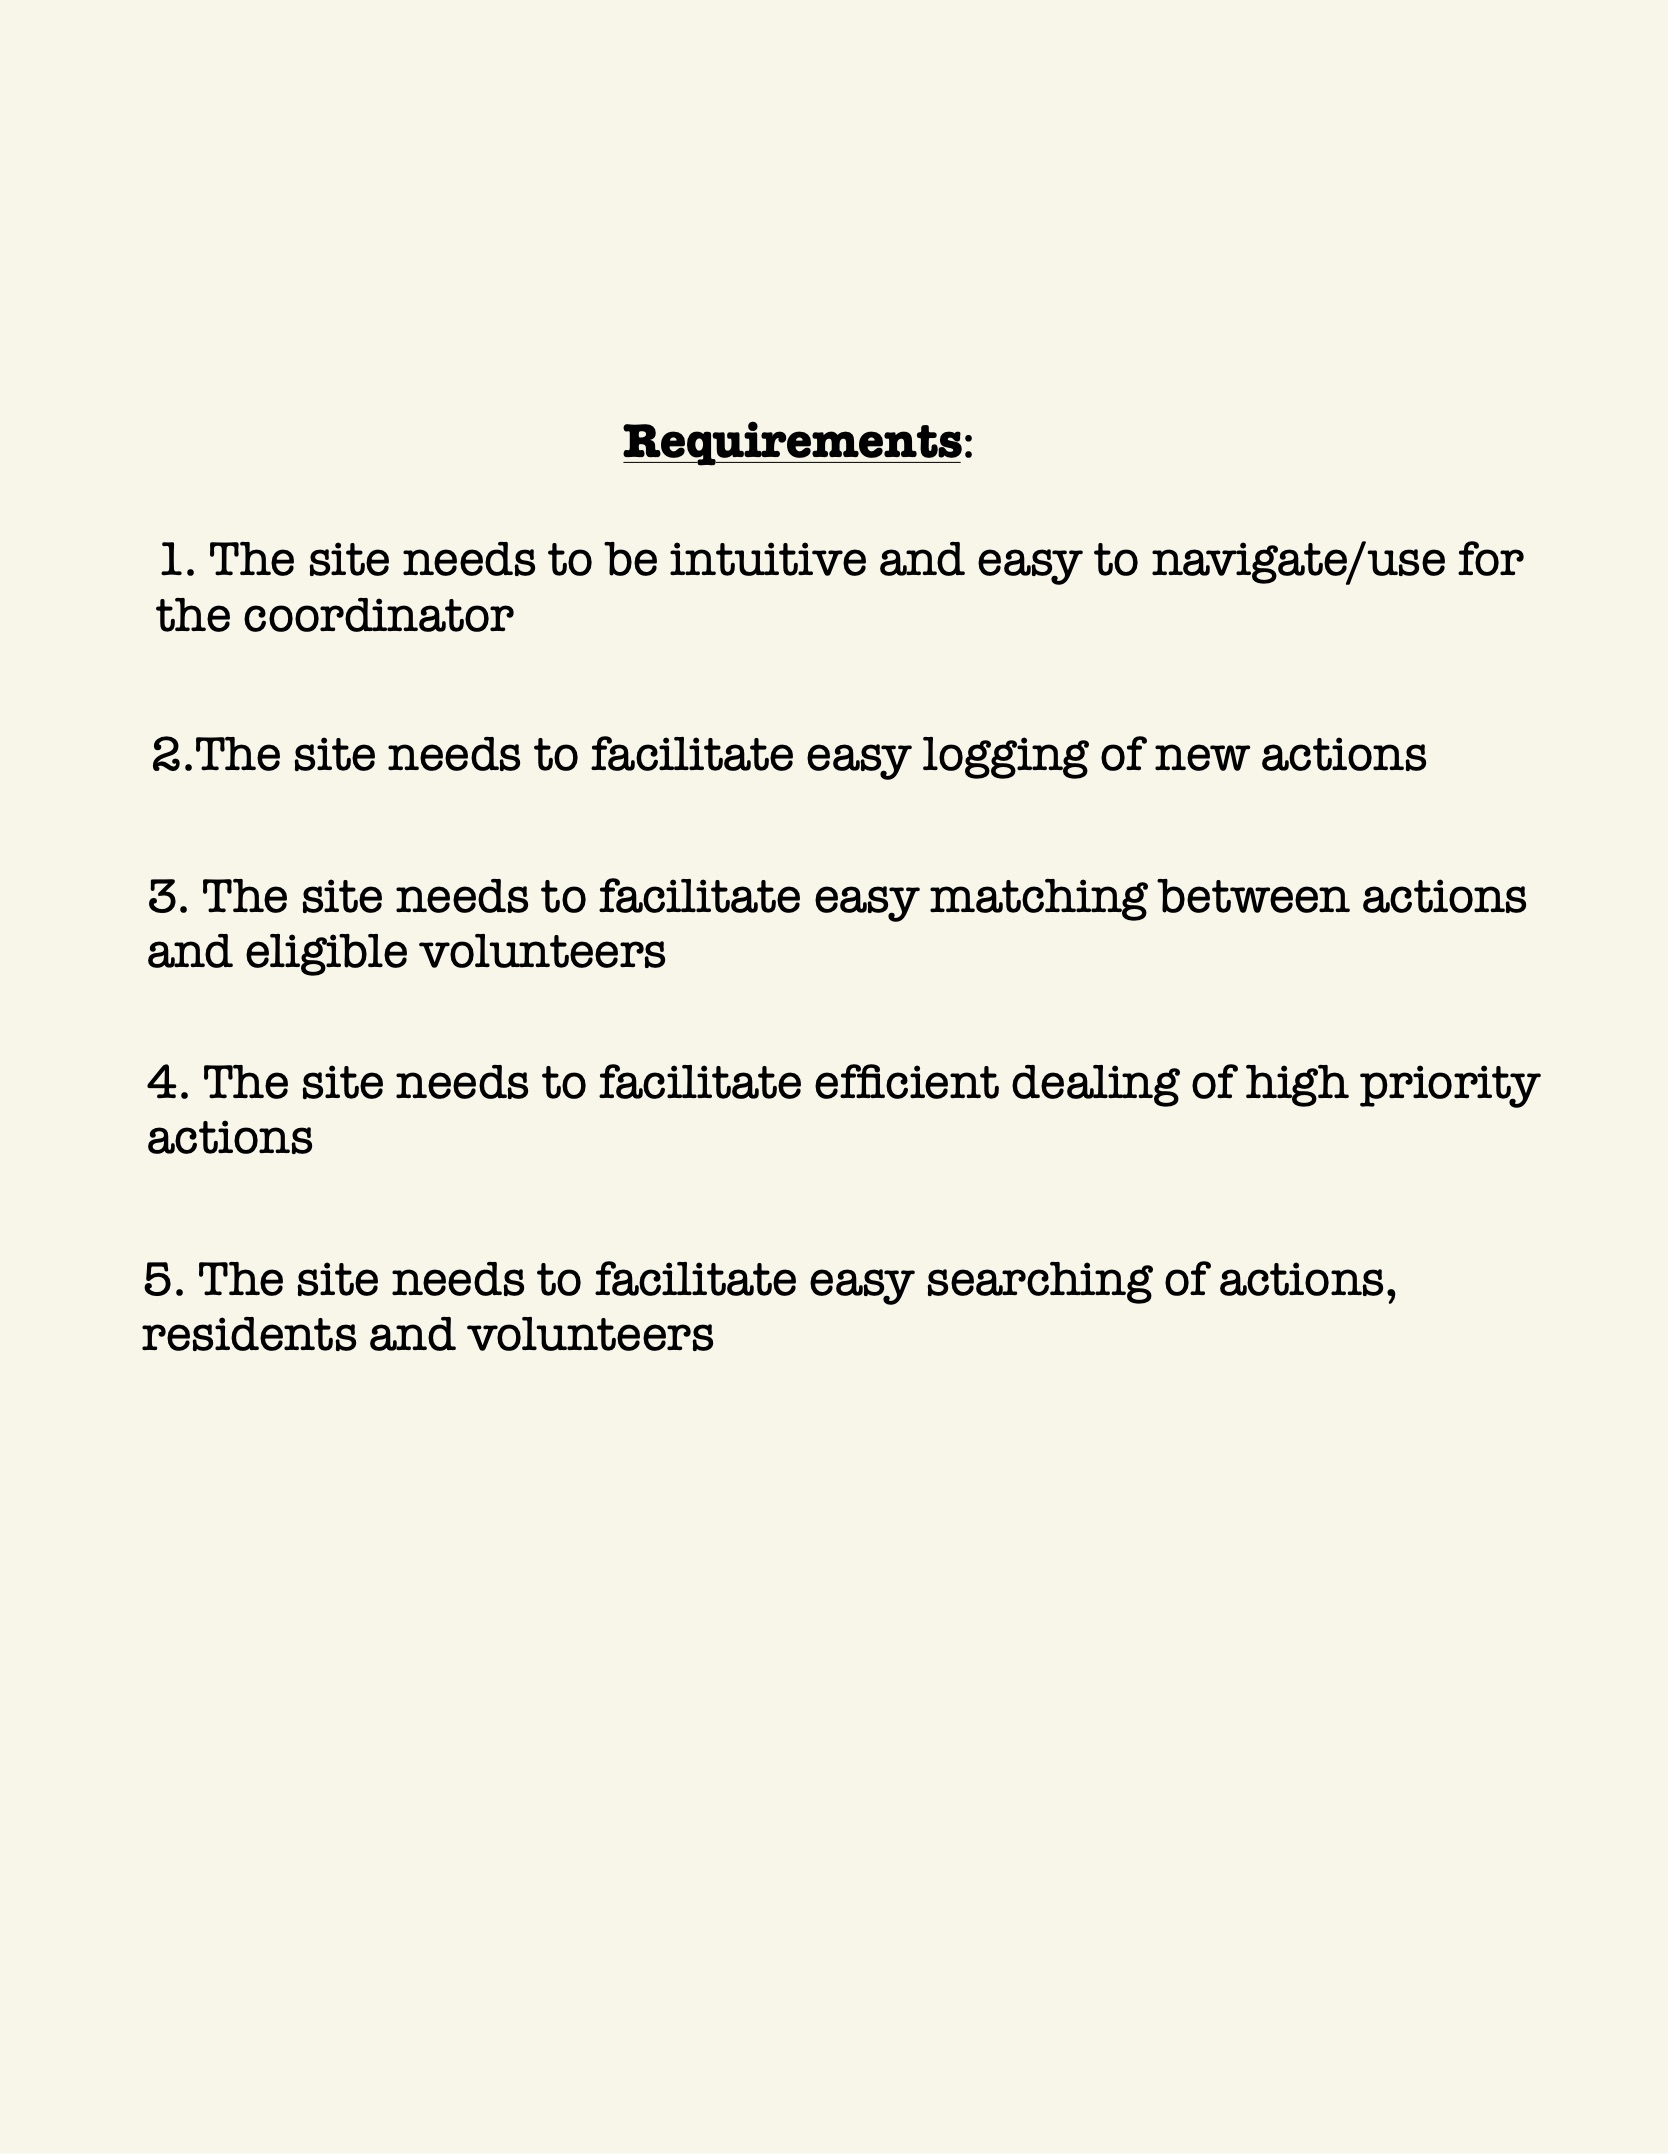 Requirements:
1. The site needs to be intuitive and easy to navigate/use for
the coordinator
2.The site needs to facilitate easy logging of new actions
3. The site needs to facilitate easy matching between actions
and eligible volunteers
4. The site needs to facilitate efficient dealing of high priority
actions
5. The site needs to facilitate easy searching of actions,
residents and volunteers